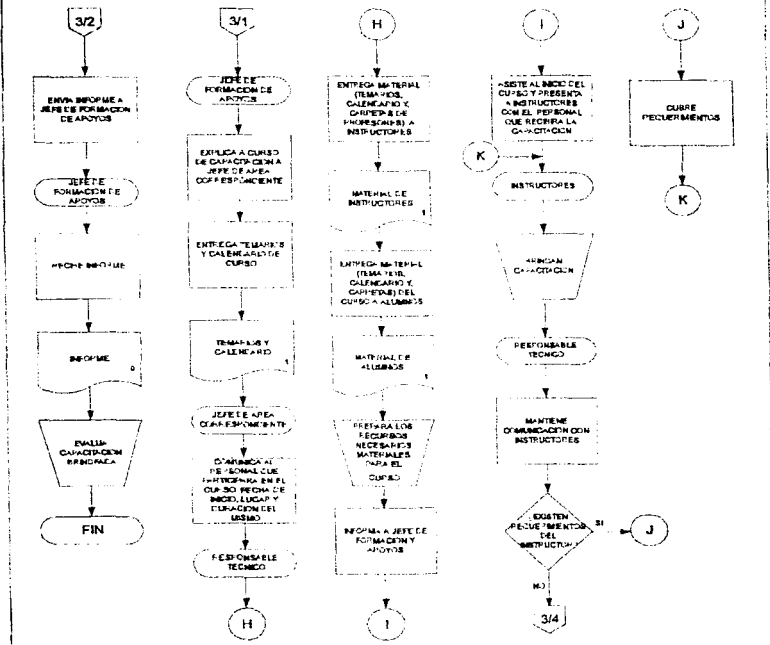 3/2
ENVIA INFORME A
JEFE DE FORMACION
DE APOYOS
JEFE DE
FORMACION DE
APOYOS
RECIBE INFORME
INFORME
0
EVALUA
CAPACITACION
BRINDADA
FIN
3/1
JEFE DE
FORMACION DE
APOYOS
EXPLICA A CURSO
DE CAPACITACION A
JEFE DE AREA
CORRESPONDIENTE
ENTREGA TEMARIOS
Y CALENDARIO DE
CURSO
TEMARIOS Y
CALENDARIO
1
JEFE DE AREA
CORRESPONDIENTE
COMUNICA AL
PERSONAL QUE
PARTICIPARA EN EL
CURSO FECHA DE
INICIO, LUGAR Y
DURACION DEL
MISMO
RESPONSABLE
TECNICO
H
H
ENTREGA MATERIAL
(TEMARIOS,
CALENDARIO Y,
CARPETAS DE
PROFESORES) A
INSTRUCTORES
MATERIAL DE
INSTRUCTORES
1
ENTREGA MATERIAL
(TEMARIOS,
CALENDARIO Y,
CARPETAS) DEL
CURSO A ALUMNOS
MATERIAL DE
ALUMNOS
1
PREPARA LOS
RECURSOS
NECESARIOS
MATERIALES
PARA EL
CURSO
INFORMA A JEFE DE
FORMACION Y
APOYOS
I
I
ASISTE AL INICIO DEL
CURSO Y PRESENTA
A INSTRUCTORES
CON EL PERSONAL
QUE RECIBIRA LA
CAPACITACION
K
INSTRUCTORES
BRINDAN
CAPACITACION
RESPONSABLE
TECNICO
MANTIENE
COMUNICACION CON
INSTRUCTORES
EXISTEN
REQUERIMIENTOS
DEL
INSTRUCTOR?
SI
J
NO
3/4
J
CUBRE
REQUERIMIENTOS
K